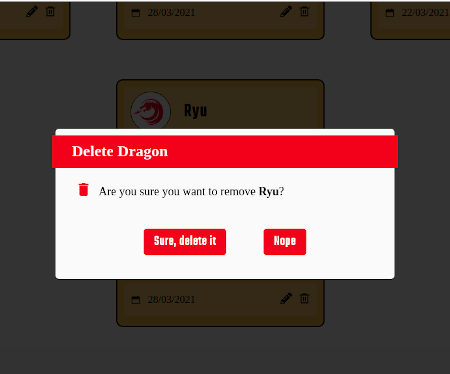 28/03/2021
22/03/2021
Ryu
Delete Dragon
Are you sure you want to remove Ryu?
Sure, delete it
Nope
28/03/2021